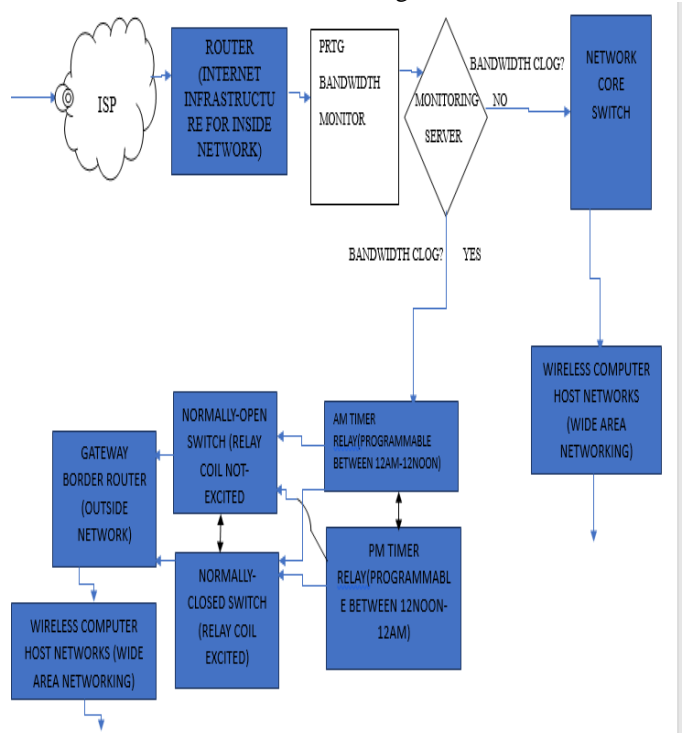 ISP
ROUTER
(INTERNET
INFRASTRUCTU
RE FOR INSIDE
NETWORK)
PRTG
BANDWIDTH
MONITOR
BANDWIDTH CLOG?
MONITORING
SERVER
NO
NETWORK
CORE
SWITCH
BANDWIDTH CLOG?
YES
WIRELESS COMPUTER
HOST NETWORKS
(WIDE AREA
NETWORKING)
AM TIMER
RELAY(PROGRAMMABLE
BETWEEN 12AM-12NOON)
NORMALLY-OPEN
SWITCH (RELAY
COIL NOT-
EXCITED
GATEWAY
BORDER ROUTER
(OUTSIDE
NETWORK)
PM TIMER
RELAY(PROGRAMMABL
E BETWEEN 12NOON-
12AM)
NORMALLY-
CLOSED SWITCH
(RELAY COIL
EXCITED)
WIRELESS COMPUTER
HOST NETWORKS (WIDE
AREA NETWORKING)